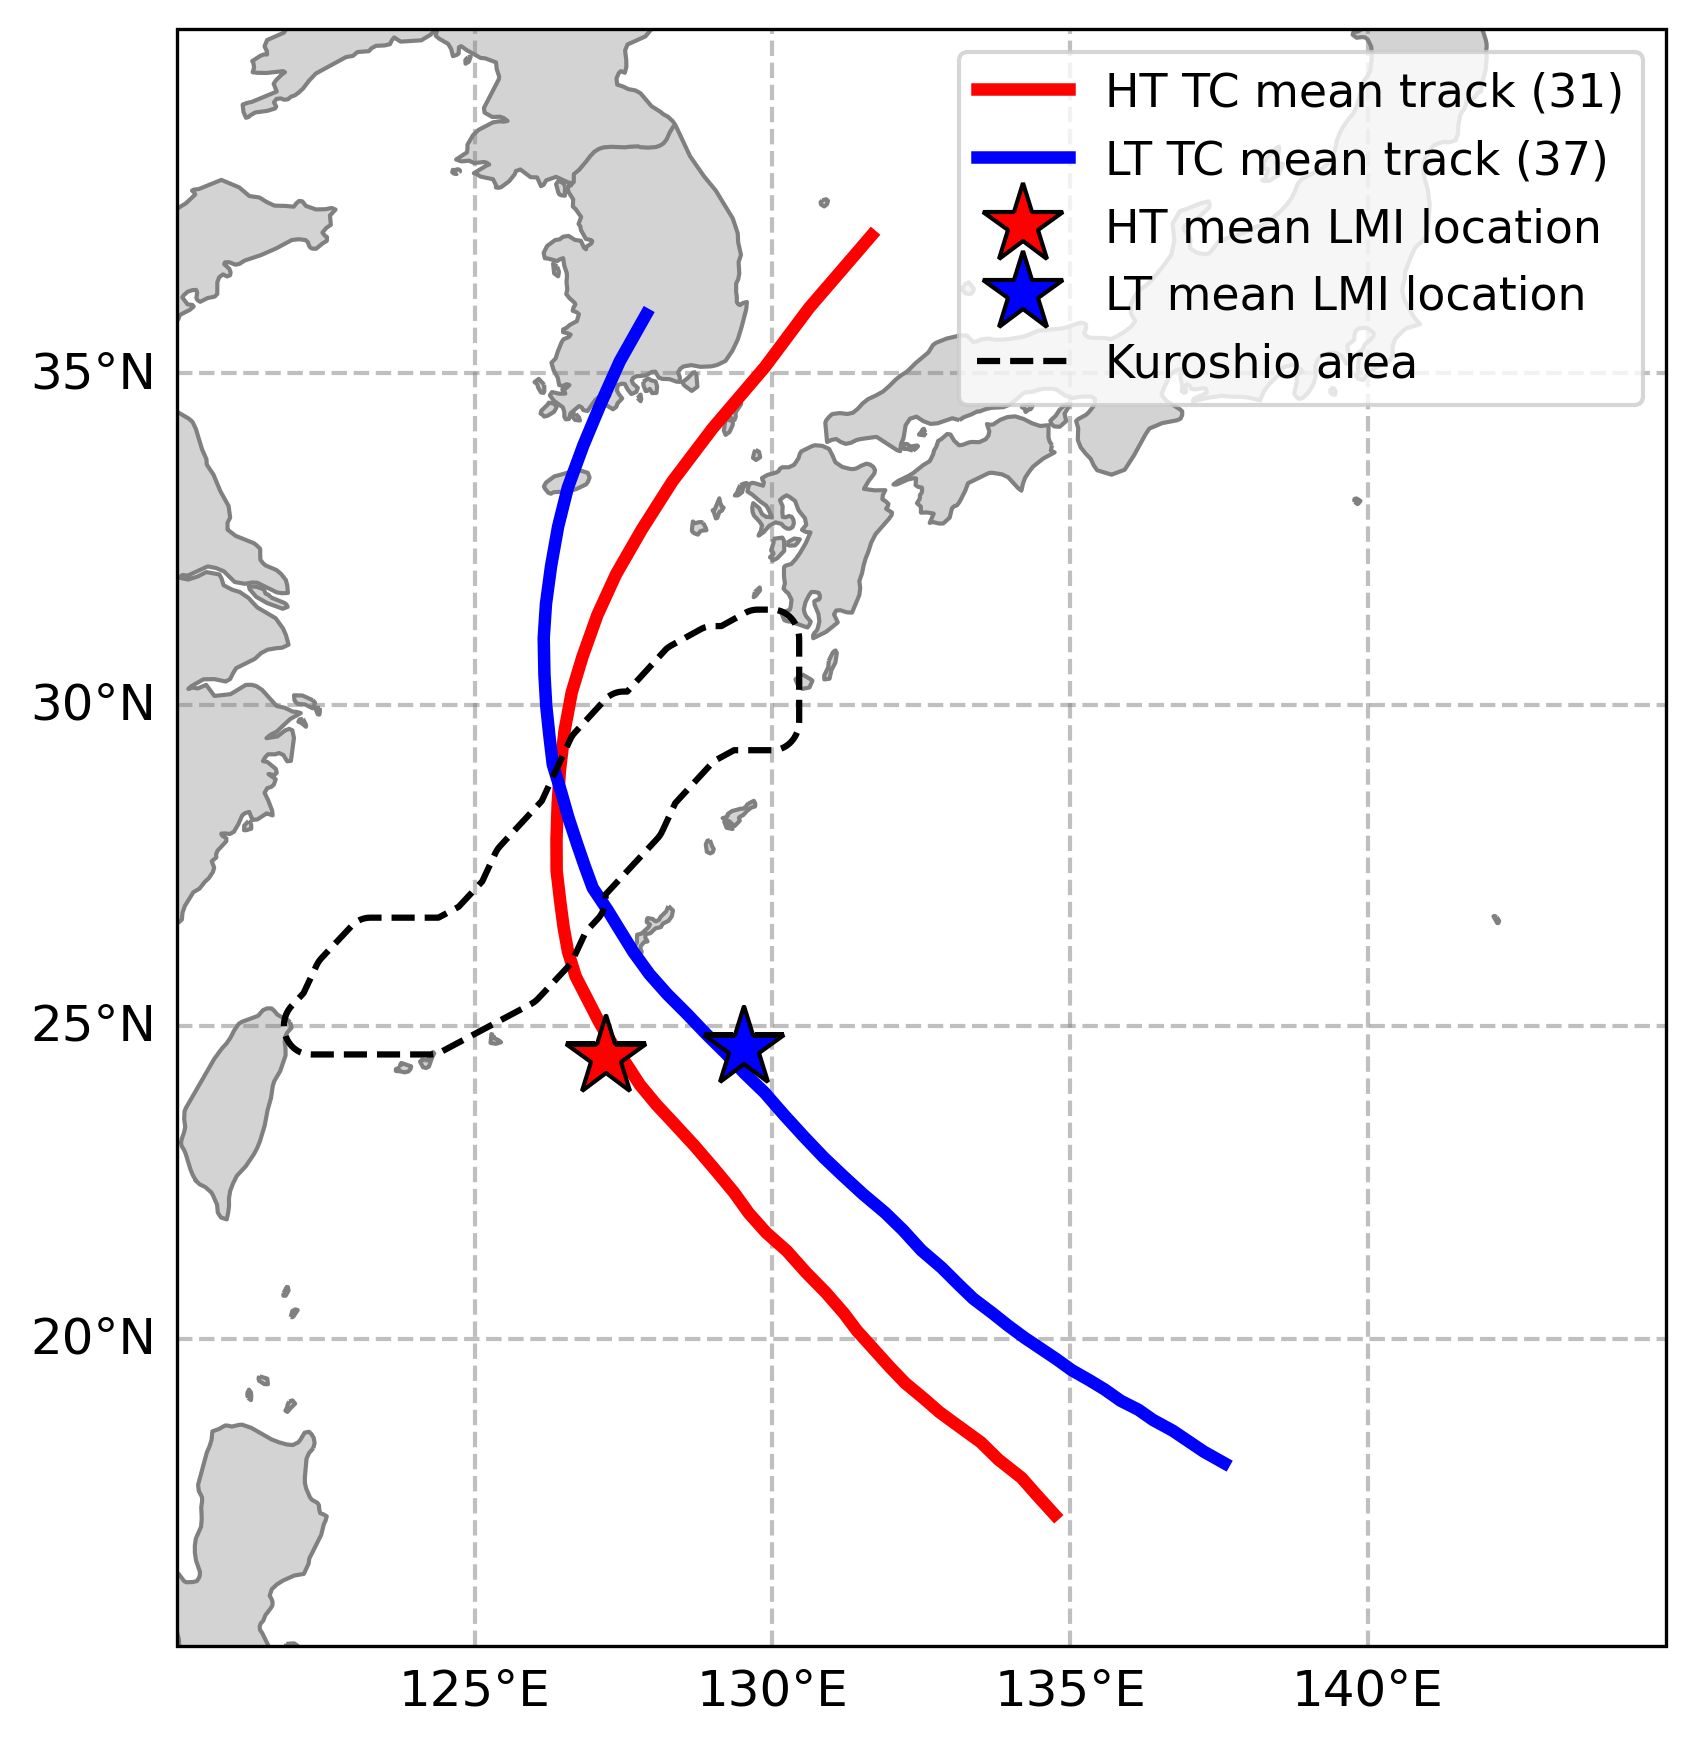 HT TC mean track (31)
LT TC mean track (37)
HT mean LMI location
LT mean LMI location
Kuroshio area
35°N
30°N
25°N
20°N
125°E
130°E
135°E
140°E